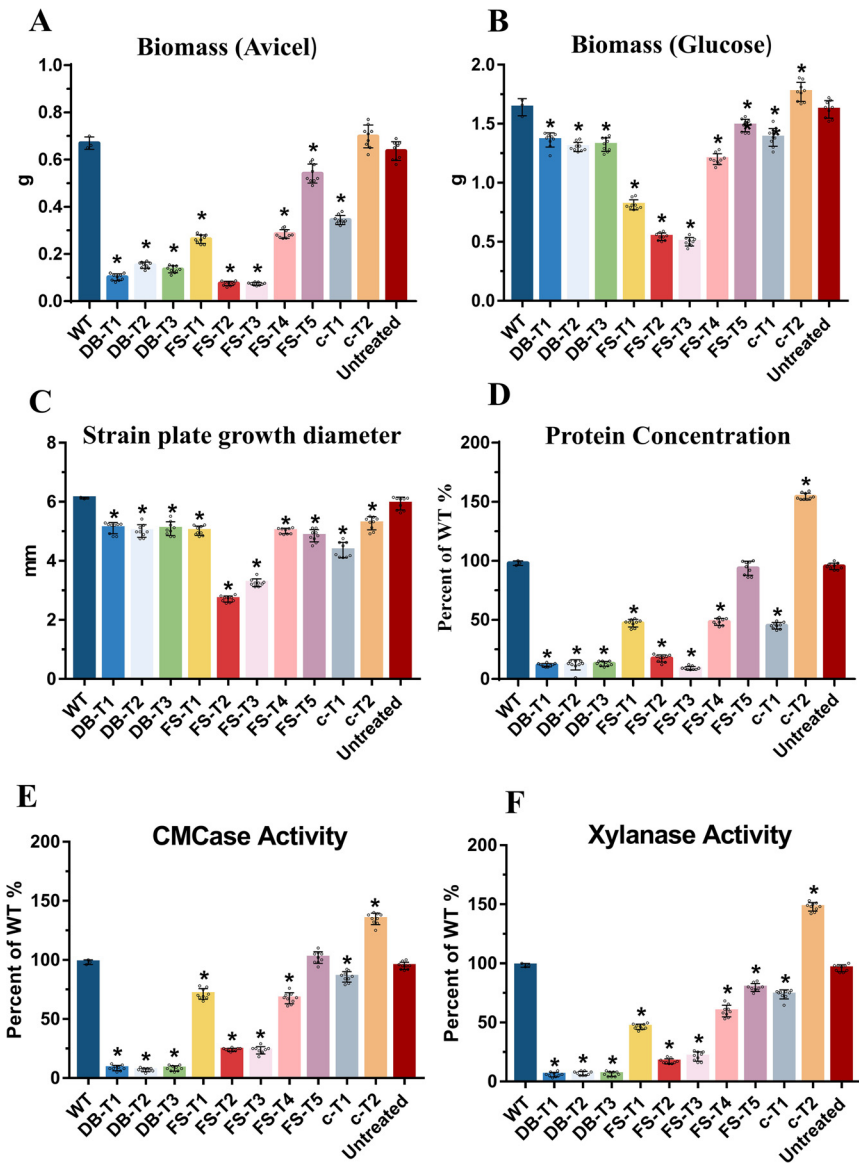 A
Biomass (Avicel)
1.0
0.8
0.6
0.4
0.2
0.0
g
*
*
*
*
*
*
*
*
*
WT
DB-T1
DB-T2
DB-T3
FS-T1
FS-T2
FS-T3
FS-T4
FS-T5
c-T1
c-T2
Untreated
B
Biomass (Glucose)
2.0
1.5
1.0
0.5
0.0
g
*
*
*
*
*
*
*
*
*
*
*
*
WT
DB-T1
DB-T2
DB-T3
FS-T1
FS-T2
FS-T3
FS-T4
FS-T5
c-T1
c-T2
Untreated
C
Strain plate growth diameter
8
6
4
2
0
mm
*
*
*
*
*
*
*
*
*
*
WT
DB-T1
DB-T2
DB-T3
FS-T1
FS-T2
FS-T3
FS-T4
FS-T5
c-T1
c-T2
Untreated
D
Protein Concentration
200
150
100
50
0
Percent of WT %
*
*
*
*
*
*
*
*
*
WT
DB-T1
DB-T2
DB-T3
FS-T1
FS-T2
FS-T3
FS-T4
FS-T5
c-T1
c-T2
Untreated
E
CMCase Activity
200
150
100
50
0
Percent of WT %
*
*
*
*
*
*
*
*
*
WT
DB-T1
DB-T2
DB-T3
FS-T1
FS-T2
FS-T3
FS-T4
FS-T5
c-T1
c-T2
Untreated
F
Xylanase Activity
200
150
100
50
0
Percent of WT %
*
*
*
*
*
*
*
*
*
*
WT
DB-T1
DB-T2
DB-T3
FS-T1
FS-T2
FS-T3
FS-T4
FS-T5
c-T1
c-T2
Untreated